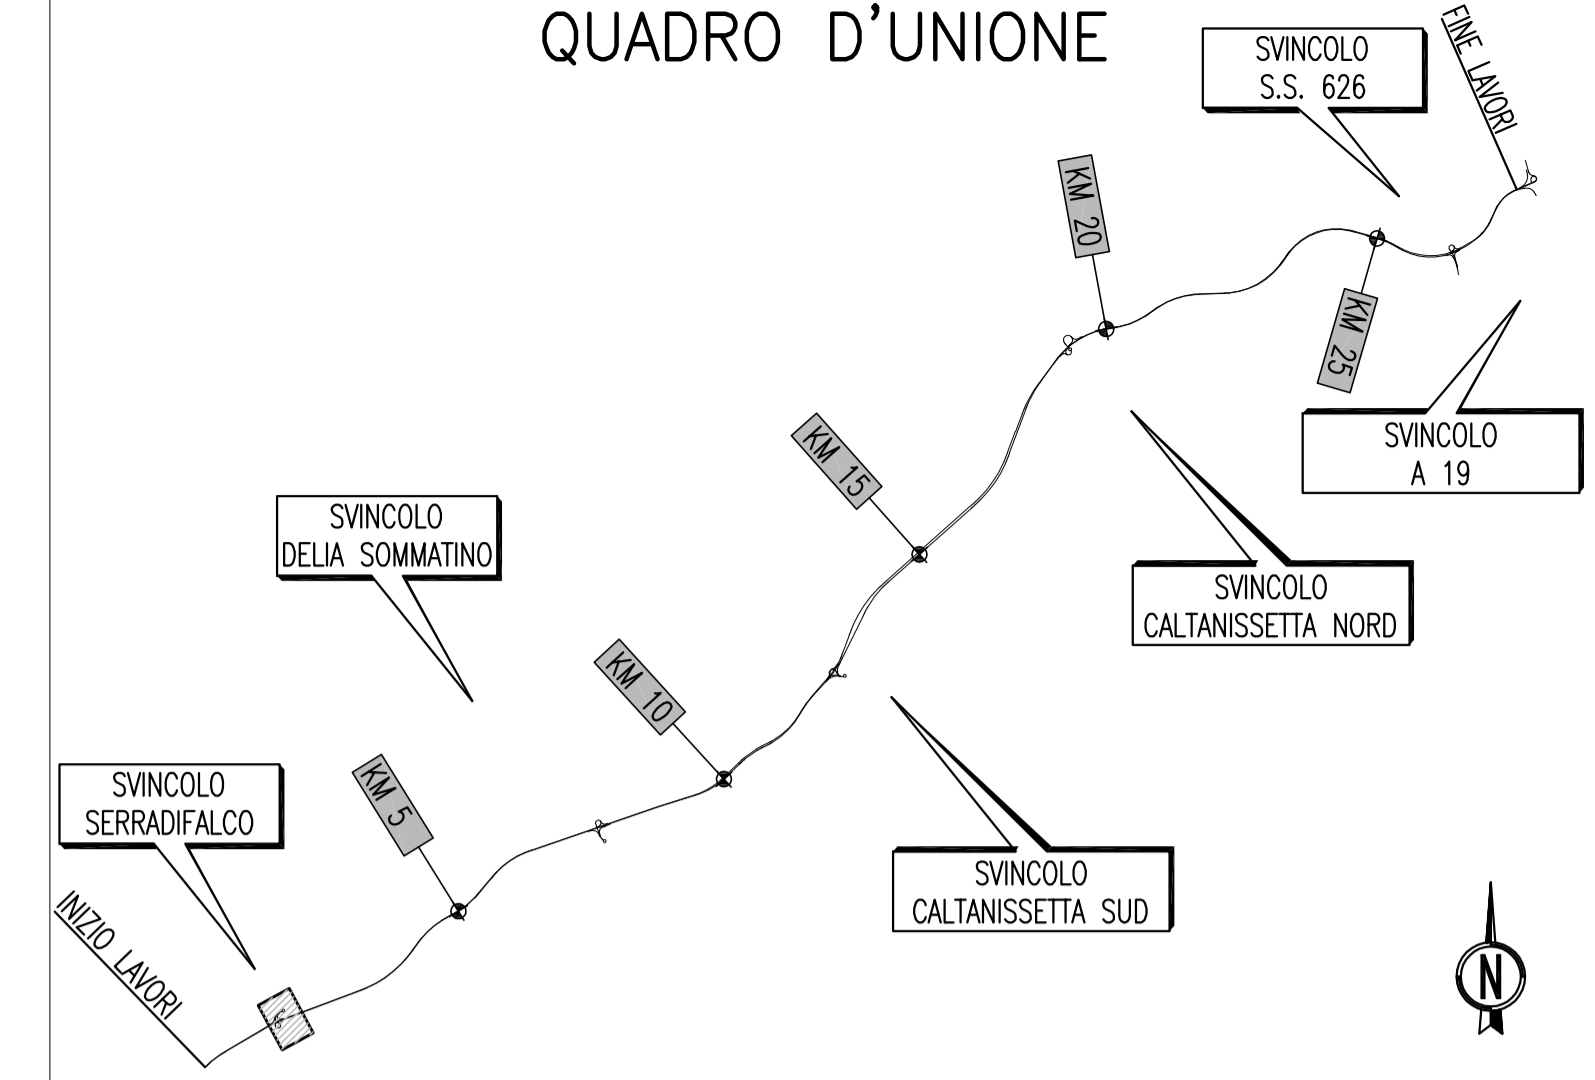 QUADRO D'UNIONE
SVINCOLO
S.S. 626
FINE LAVORI
KM 20
KM 25
SVINCOLO
A 19
KM 15
SVINCOLO
DELIA SOMMATINO
SVINCOLO
CALTANISSETTA NORD
KM 10
SVINCOLO
SERRADIFALCO
KM 5
SVINCOLO
CALTANISSETTA SUD
INIZIO LAVORI
N